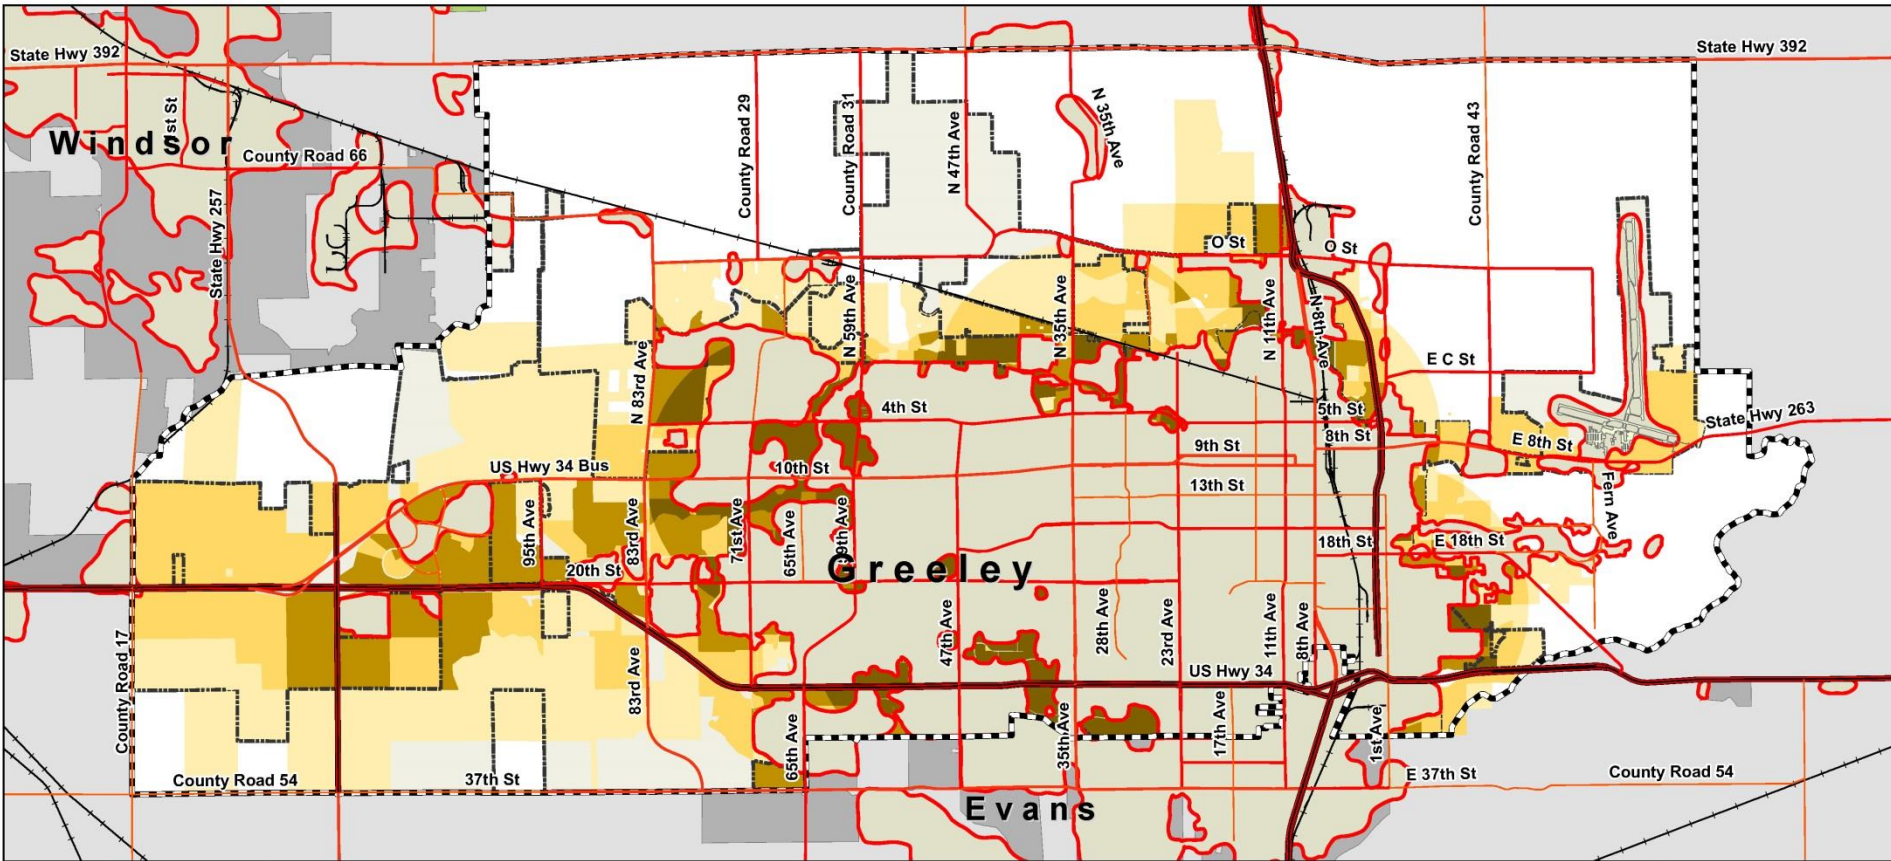 State Hwy 392
State Hwy 392
Windsor
County Road 66
State Hwy 257
County Road 29
County Road 31
N 47th Ave
N 35th Ave
County Road 43
O St
O St
N 59th Ave
N 35th Ave
N 11th Ave
N 8th Ave
E C St
N 83rd Ave
4th St
5th St
8th St
E 8th St
State Hwy 263
9th St
US Hwy 34 Bus
10th St
13th St
Fern Ave
95th Ave
83rd Ave
71st Ave
65th Ave
18th St
E 18th St
20th St
Greeley
County Road 17
83rd Ave
47th Ave
28th Ave
23rd Ave
11th Ave
8th Ave
US Hwy 34
65th Ave
35th Ave
17th Ave
1st Ave
County Road 54
37th St
E 37th St
County Road 54
Evans